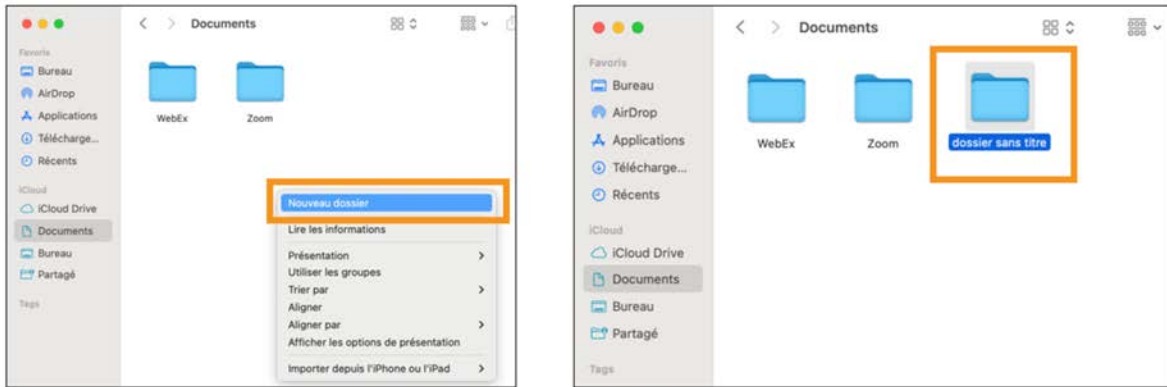 Documents
Favoris
Bureau
AirDrop
Applications
Télécharge...
Récents
iCloud
iCloud Drive
Documents
Bureau
Partagé
Tags
WebEx
Zoom
Nouveau dossier
Lire les informations
Présentation
Utiliser les groupes
Trier par
Aligner
Aligner par
Afficher les options de présentation
Importer depuis l'iPhone ou l'iPad
Documents
Favoris
Bureau
AirDrop
Applications
Télécharge...
Récents
iCloud
iCloud Drive
Documents
Bureau
Partagé
Tags
WebEx
Zoom
dossier sans titre